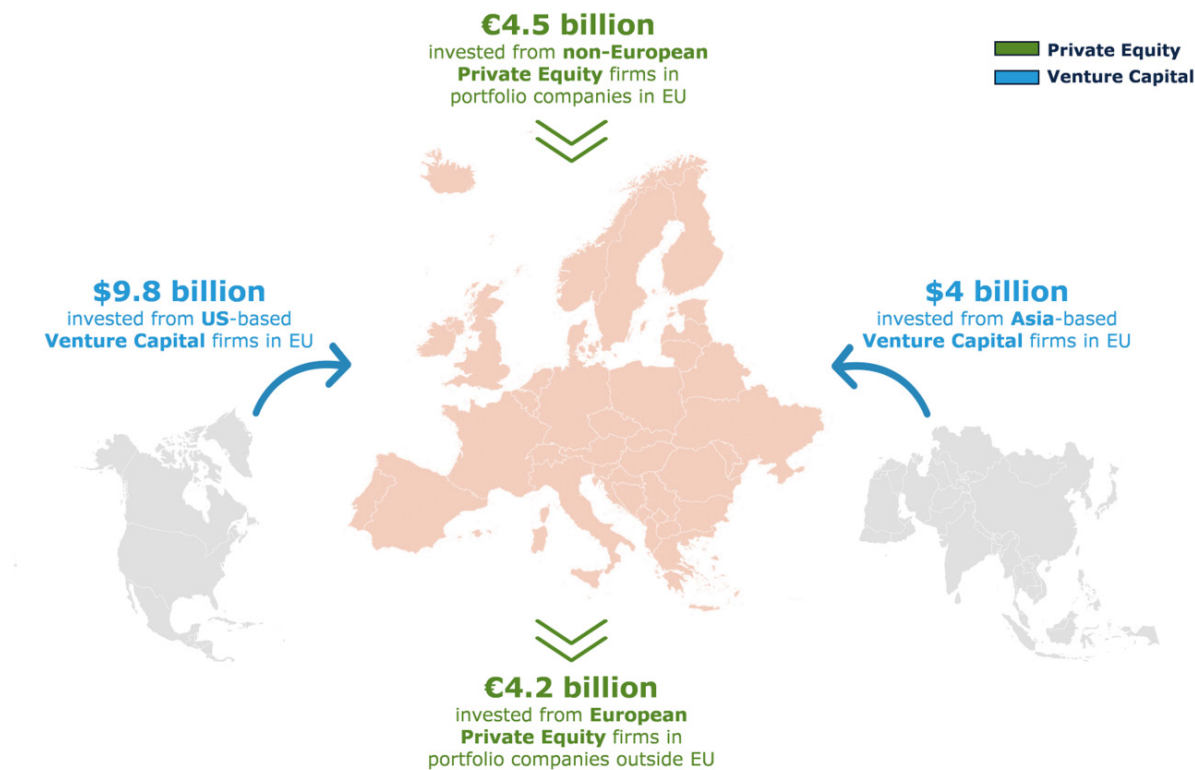 €4.5 billion
invested from non-European
Private Equity firms in
portfolio companies in EU
Private Equity
Venture Capital
$9.8 billion
invested from US-based
Venture Capital firms in EU
$4 billion
invested from Asia-based
Venture Capital firms in EU
€4.2 billion
invested from European
Private Equity firms in
portfolio companies outside EU